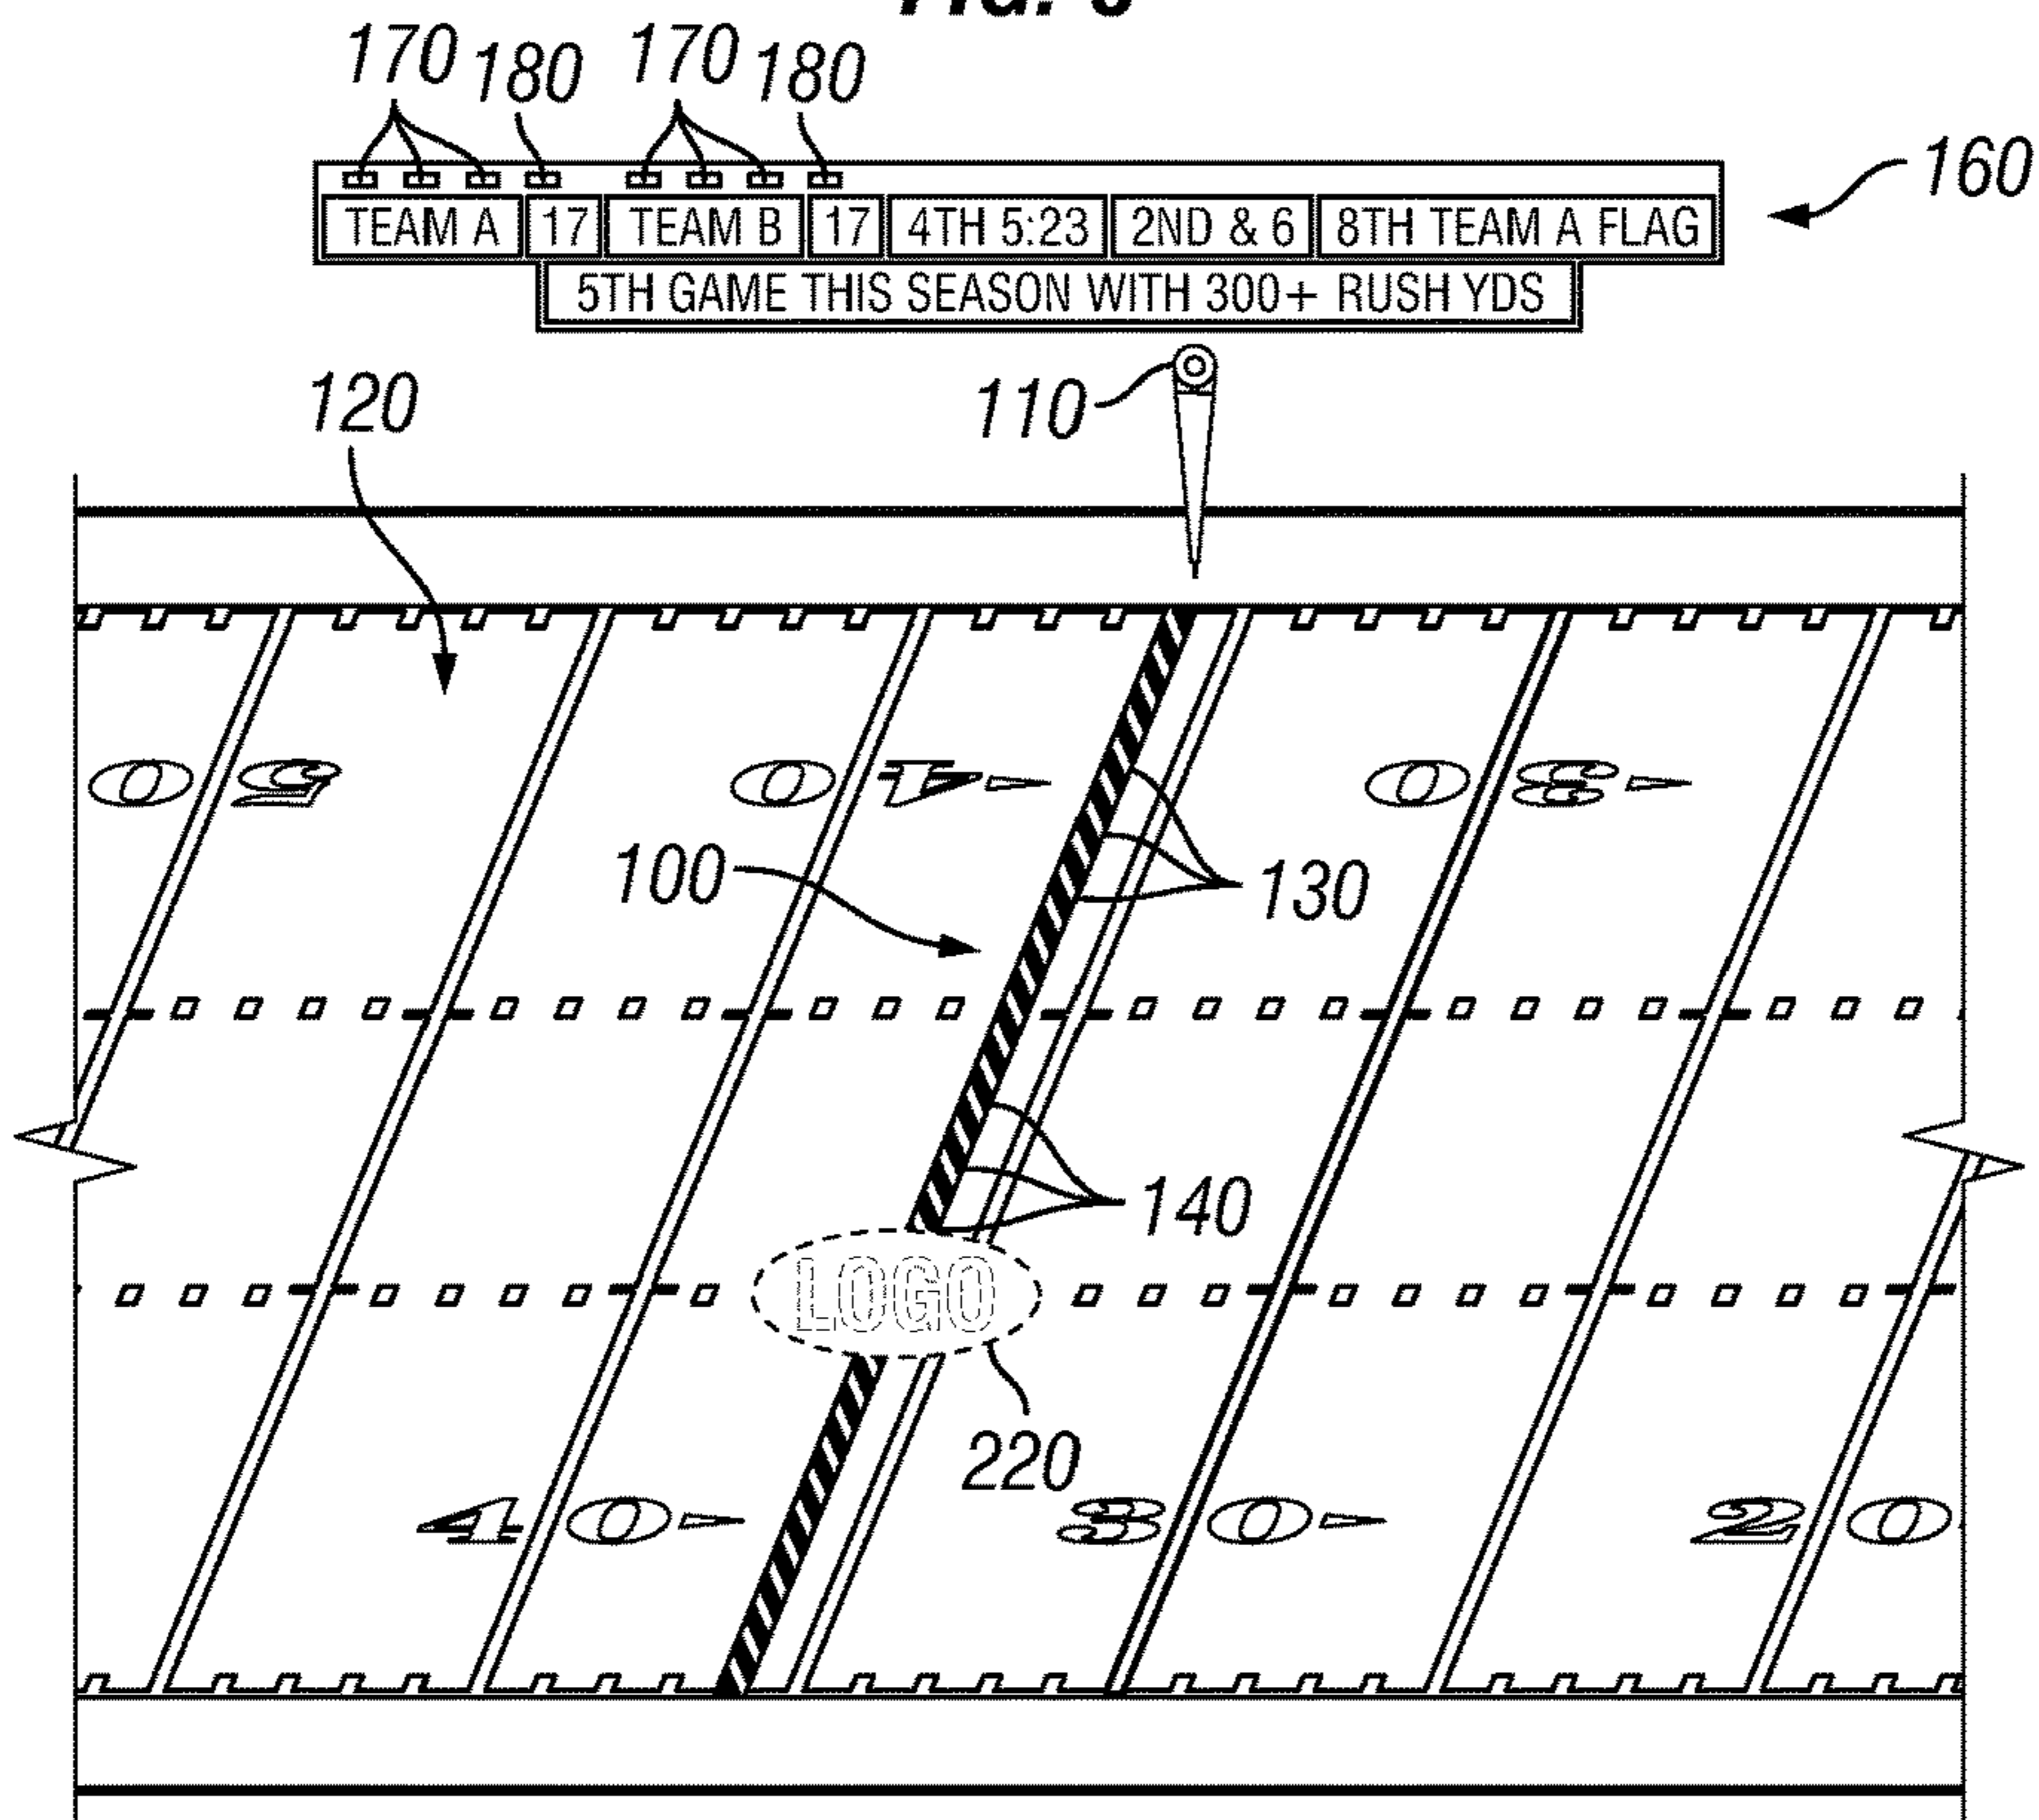 170 180 170 180
160
TEAM A 17 TEAM B 17 4TH 5:23 2ND & 6 8TH TEAM A FLAG
5TH GAME THIS SEASON WITH 300+ RUSH YDS
110
120
50 40 30
100
130
140
LOGO
220
40 30 20